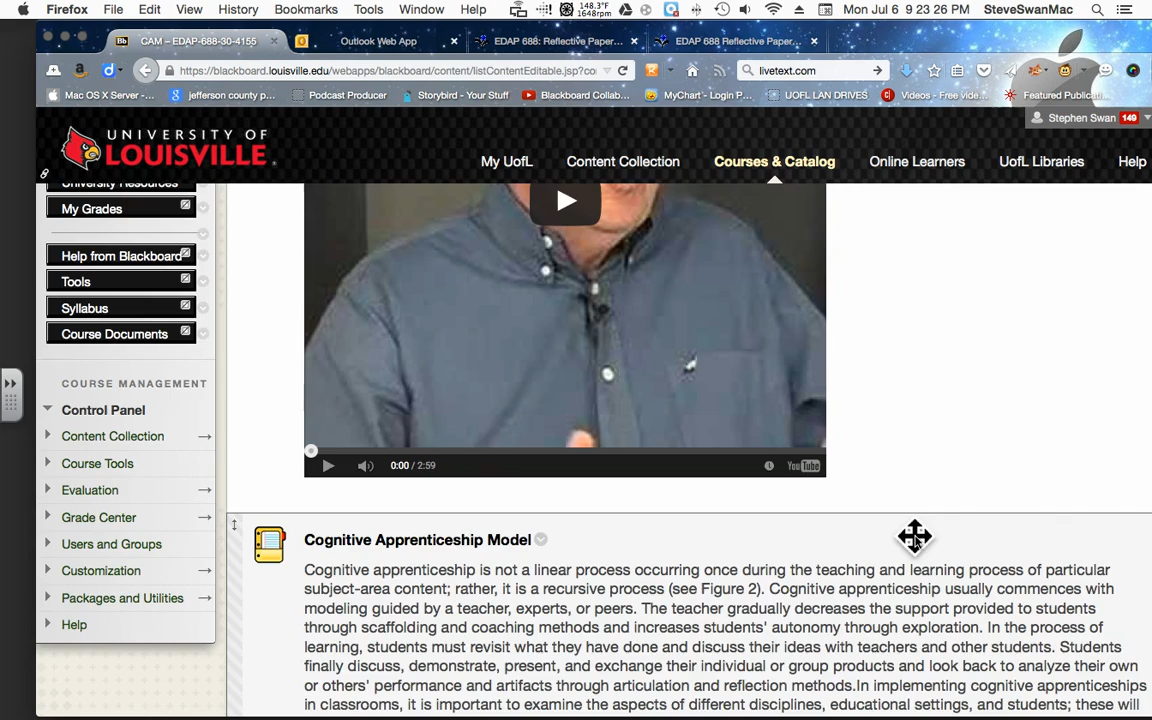 Firefox File Edit View History Bookmarks Tools Window Help 148.3°F 1648rpm Mon Jul 6 9 23 26 PM SteveSwanMac
Bb CAM – EDAP-688-30-4155 Outlook Web App EDAP 688: Reflective Paper... EDAP 688 Reflective Paper...
https://blackboard.louisville.edu/webapps/blackboard/content/listContentEditable.jsp?co livetext.com
Mac OS X Server -... jefferson county p... Podcast Producer Storybird - Your Stuff Blackboard Collab... MyChart - Login P... UOFL LAN DRIVES Videos - Free vide... Featured Publicati...
Stephen Swan 149
UNIVERSITY OF
LOUISVILLE.
My UofL Content Collection Courses & Catalog Online Learners UofL Libraries Help
University Resources
My Grades
Help from Blackboard
Tools
Syllabus
Course Documents
COURSE MANAGEMENT
Control Panel
Content Collection
Course Tools
Evaluation
Grade Center
Users and Groups
Customization
Packages and Utilities
Help
0:00 / 2:59 YouTube
Cognitive Apprenticeship Model
Cognitive apprenticeship is not a linear process occurring once during the teaching and learning process of particular
subject-area content; rather, it is a recursive process (see Figure 2). Cognitive apprenticeship usually commences with
modeling guided by a teacher, experts, or peers. The teacher gradually decreases the support provided to students
through scaffolding and coaching methods and increases students' autonomy through exploration. In the process of
learning, students must revisit what they have done and discuss their ideas with teachers and other students. Students
finally discuss, demonstrate, present, and exchange their individual or group products and look back to analyze their own
or others' performance and artifacts through articulation and reflection methods.In implementing cognitive apprenticeships
in classrooms, it is important to examine the aspects of different disciplines, educational settings, and students; these will